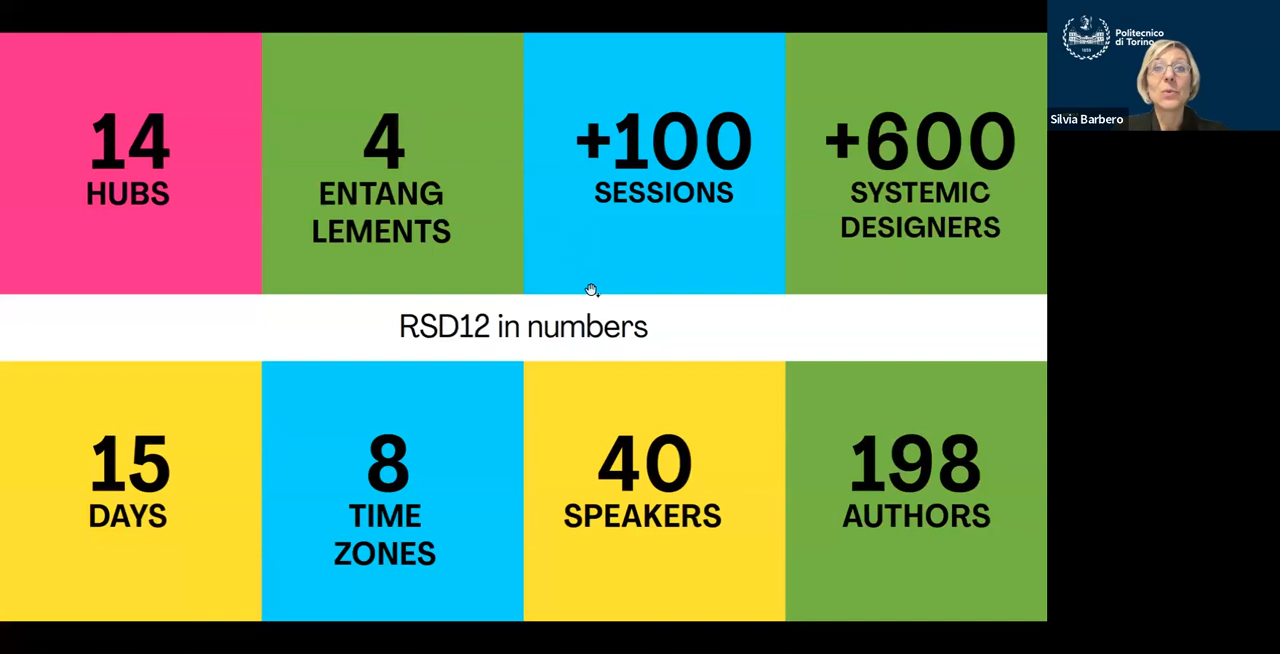 14
HUBS
4
ENTANG
LEMENTS
+100
SESSIONS
+600
SYSTEMIC
DESIGNERS
RSD12 in numbers
15
DAYS
8
TIME
ZONES
40
SPEAKERS
198
AUTHORS
Politecnico
di Torino
1859
Silvia Barbero